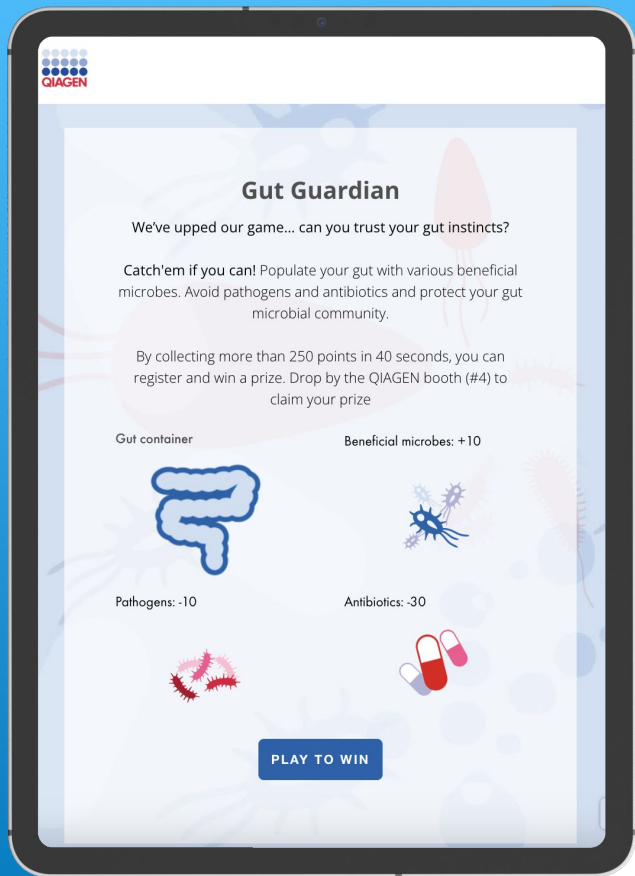 QIAGEN
Gut Guardian
We've upped our game... can you trust your gut instincts?
Catch'em if you can! Populate your gut with various beneficial
microbes. Avoid pathogens and antibiotics and protect your gut
microbial community.
By collecting more than 250 points in 40 seconds, you can
register and win a prize. Drop by the QIAGEN booth (#4) to
claim your prize
Gut container
Beneficial microbes: +10
Pathogens: -10
Antibiotics: -30
PLAY TO WIN